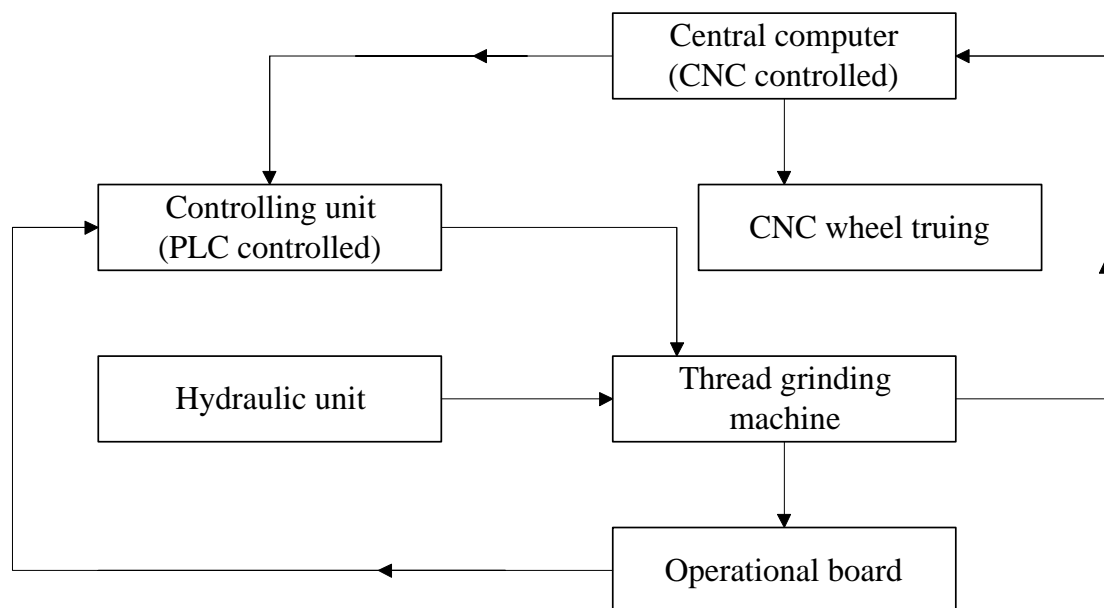 Central computer
(CNC controlled)
Controlling unit
(PLC controlled)
CNC wheel truing
Hydraulic unit
Thread grinding
machine
Operational board